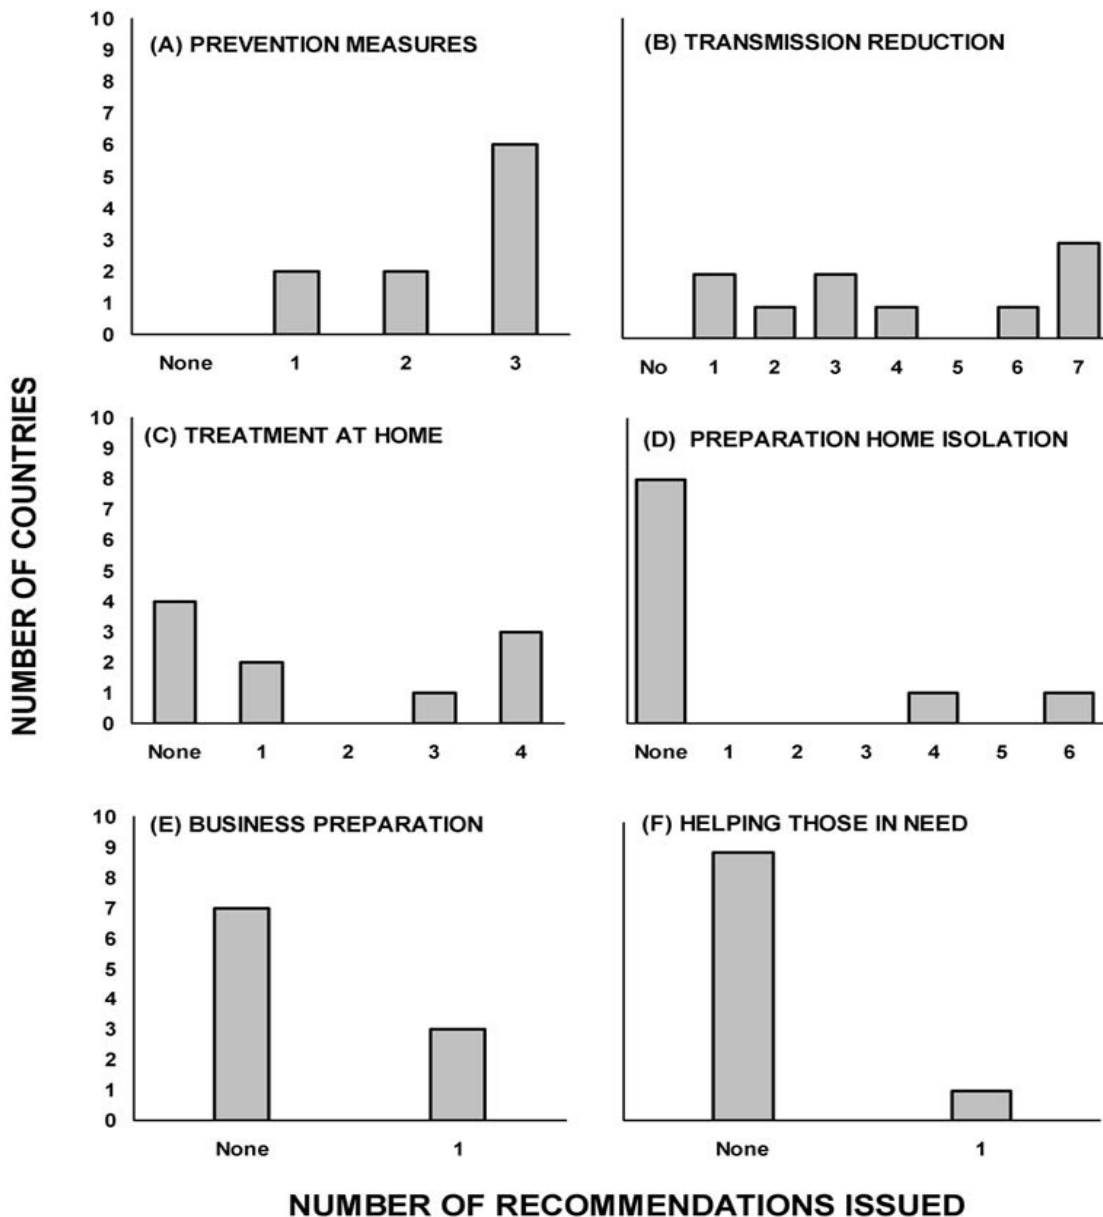 NUMBER OF COUNTRIES
(A) PREVENTION MEASURES
10
9
8
7
6
5
4
3
2
1
0
None 1 2 3
(B) TRANSMISSION REDUCTION
No 1 2 3 4 5 6 7
(C) TREATMENT AT HOME
10
9
8
7
6
5
4
3
2
1
0
None 1 2 3 4
(D) PREPARATION HOME ISOLATION
None 1 2 3 4 5 6
(E) BUSINESS PREPARATION
10
9
8
7
6
5
4
3
2
1
0
None 1
(F) HELPING THOSE IN NEED
None 1
NUMBER OF RECOMMENDATIONS ISSUED